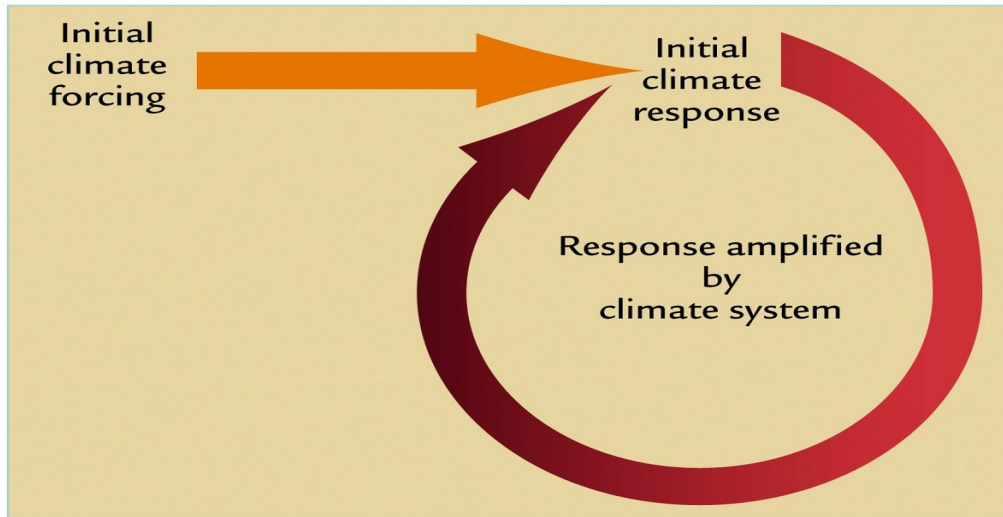 Initial
climate
forcing
Initial
climate
response
Response amplified
by
climate system